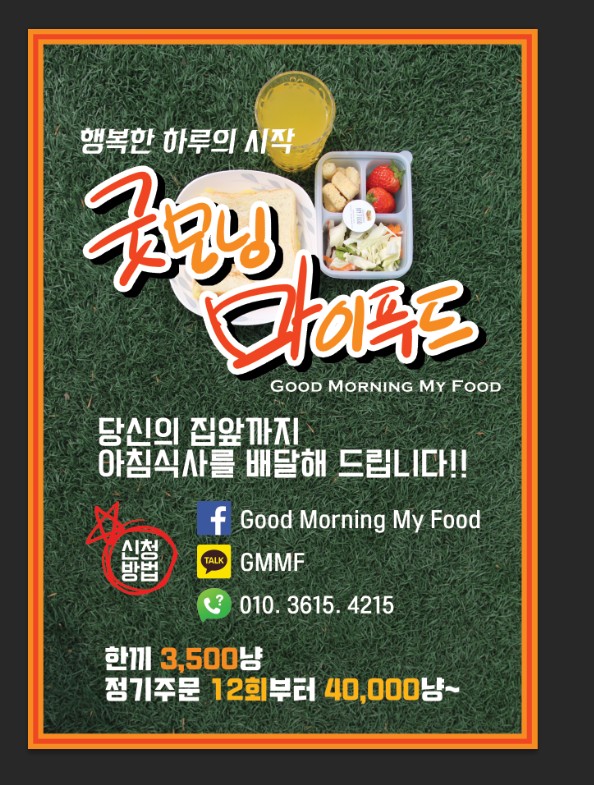 행복한 하루의 시작
굿모닝
마이푸드
GOOD MORNING MY FOOD
당신의 집앞까지
아침식사를 배달해 드립니다!!
신청
방법
Good Morning My Food
TALK
GMMF
010. 3615. 4215
한끼 3,500냥
정기주문 12회부터 40,000냥~